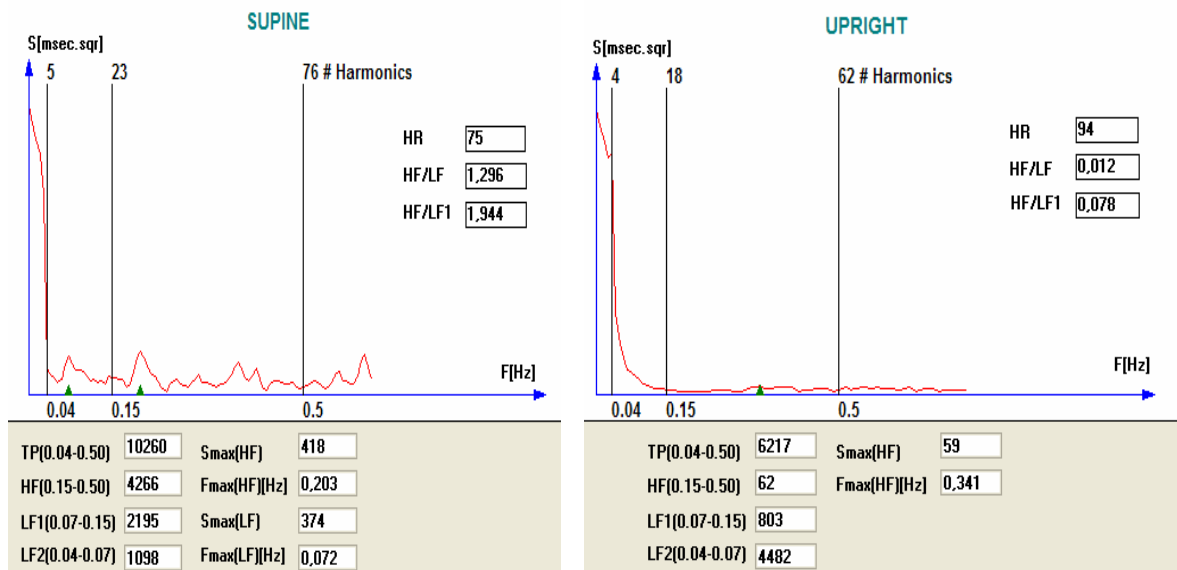 SUPINE
S[msec.sqr]
5 23 76 # Harmonics
HR 75
HF/LF 1,296
HF/LF1 1,944
F[Hz]
0.04 0.15 0.5
TP(0.04-0.50) 10260 Smax(HF) 418
HF(0.15-0.50) 4266 Fmax(HF)[Hz] 0,203
LF1(0.07-0.15) 2195 Smax(LF) 374
LF2(0.04-0.07) 1098 Fmax(LF)[Hz] 0,072
UPRIGHT
S[msec.sqr]
4 18 62 # Harmonics
HR 94
HF/LF 0,012
HF/LF1 0,078
F[Hz]
0.04 0.15 0.5
TP(0.04-0.50) 6217 Smax(HF) 59
HF(0.15-0.50) 62 Fmax(HF)[Hz] 0,341
LF1(0.07-0.15) 803
LF2(0.04-0.07) 4482